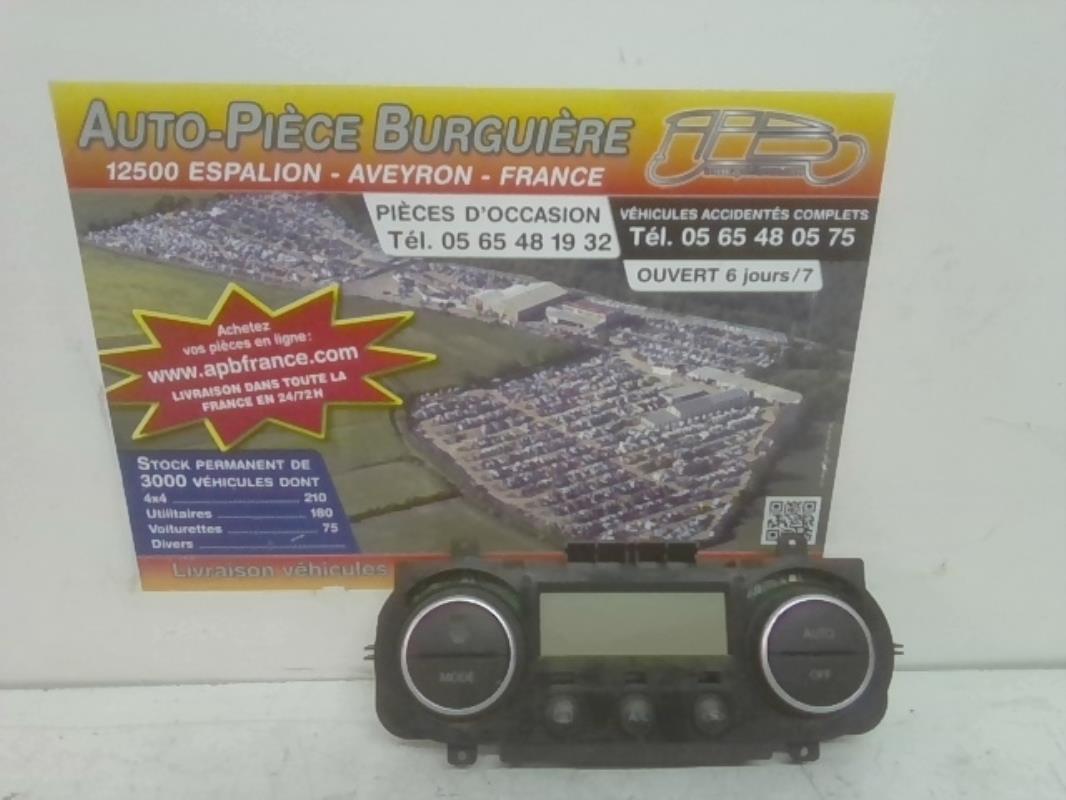 AUTO-PIÈCE BURGUIÈRE
12500 ESPALION - AVEYRON - FRANCE
PIÈCES D'OCCASION
Tél. 05 65 48 19 32
VÉHICULES ACCIDENTÉS COMPLETS
Tél. 05 65 48 05 75
OUVERT 6 jours/7
Achetez
vos pièces en ligne:
www.apbfrance.com
LIVRAISON DANS TOUTE LA
FRANCE EN 24/72H
STOCK PERMANENT DE
3000 VÉHICULES DONT
4x4 210
Utilitaires 180
Voiturettes 75
Divers
Livraison véhicules
MODE
AUTO
OFF